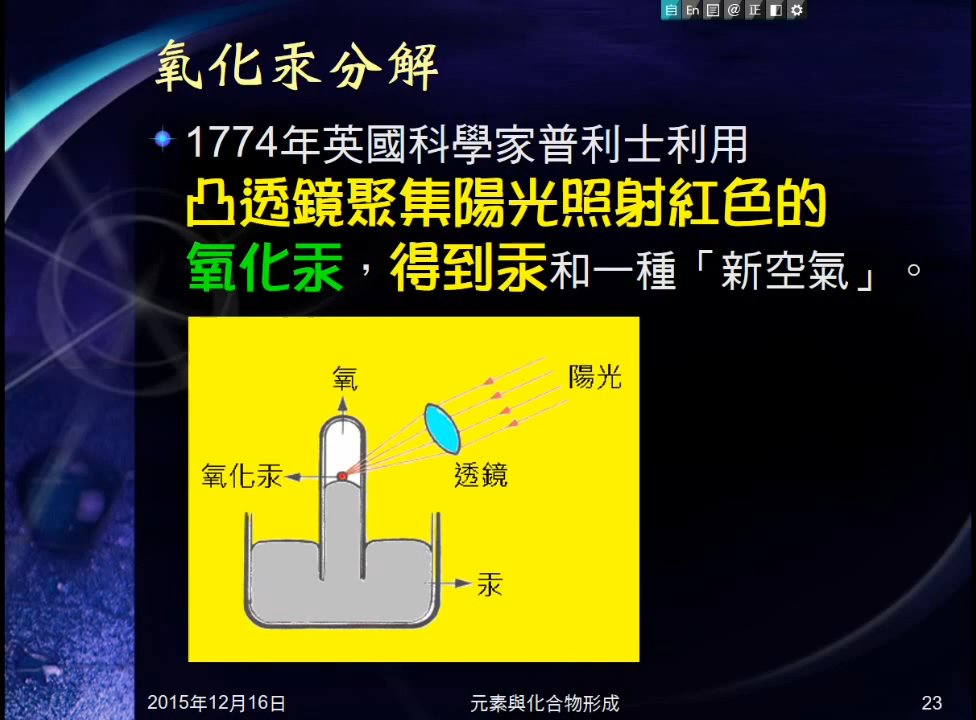 自 En @ 正
氧化汞分解
1774年英國科學家普利士利用
凸透鏡聚集陽光照射紅色的
氧化汞，得到汞和一種「新空氣」。
氧
陽光
氧化汞
透鏡
汞
2015年12月16日 元素與化合物形成 23